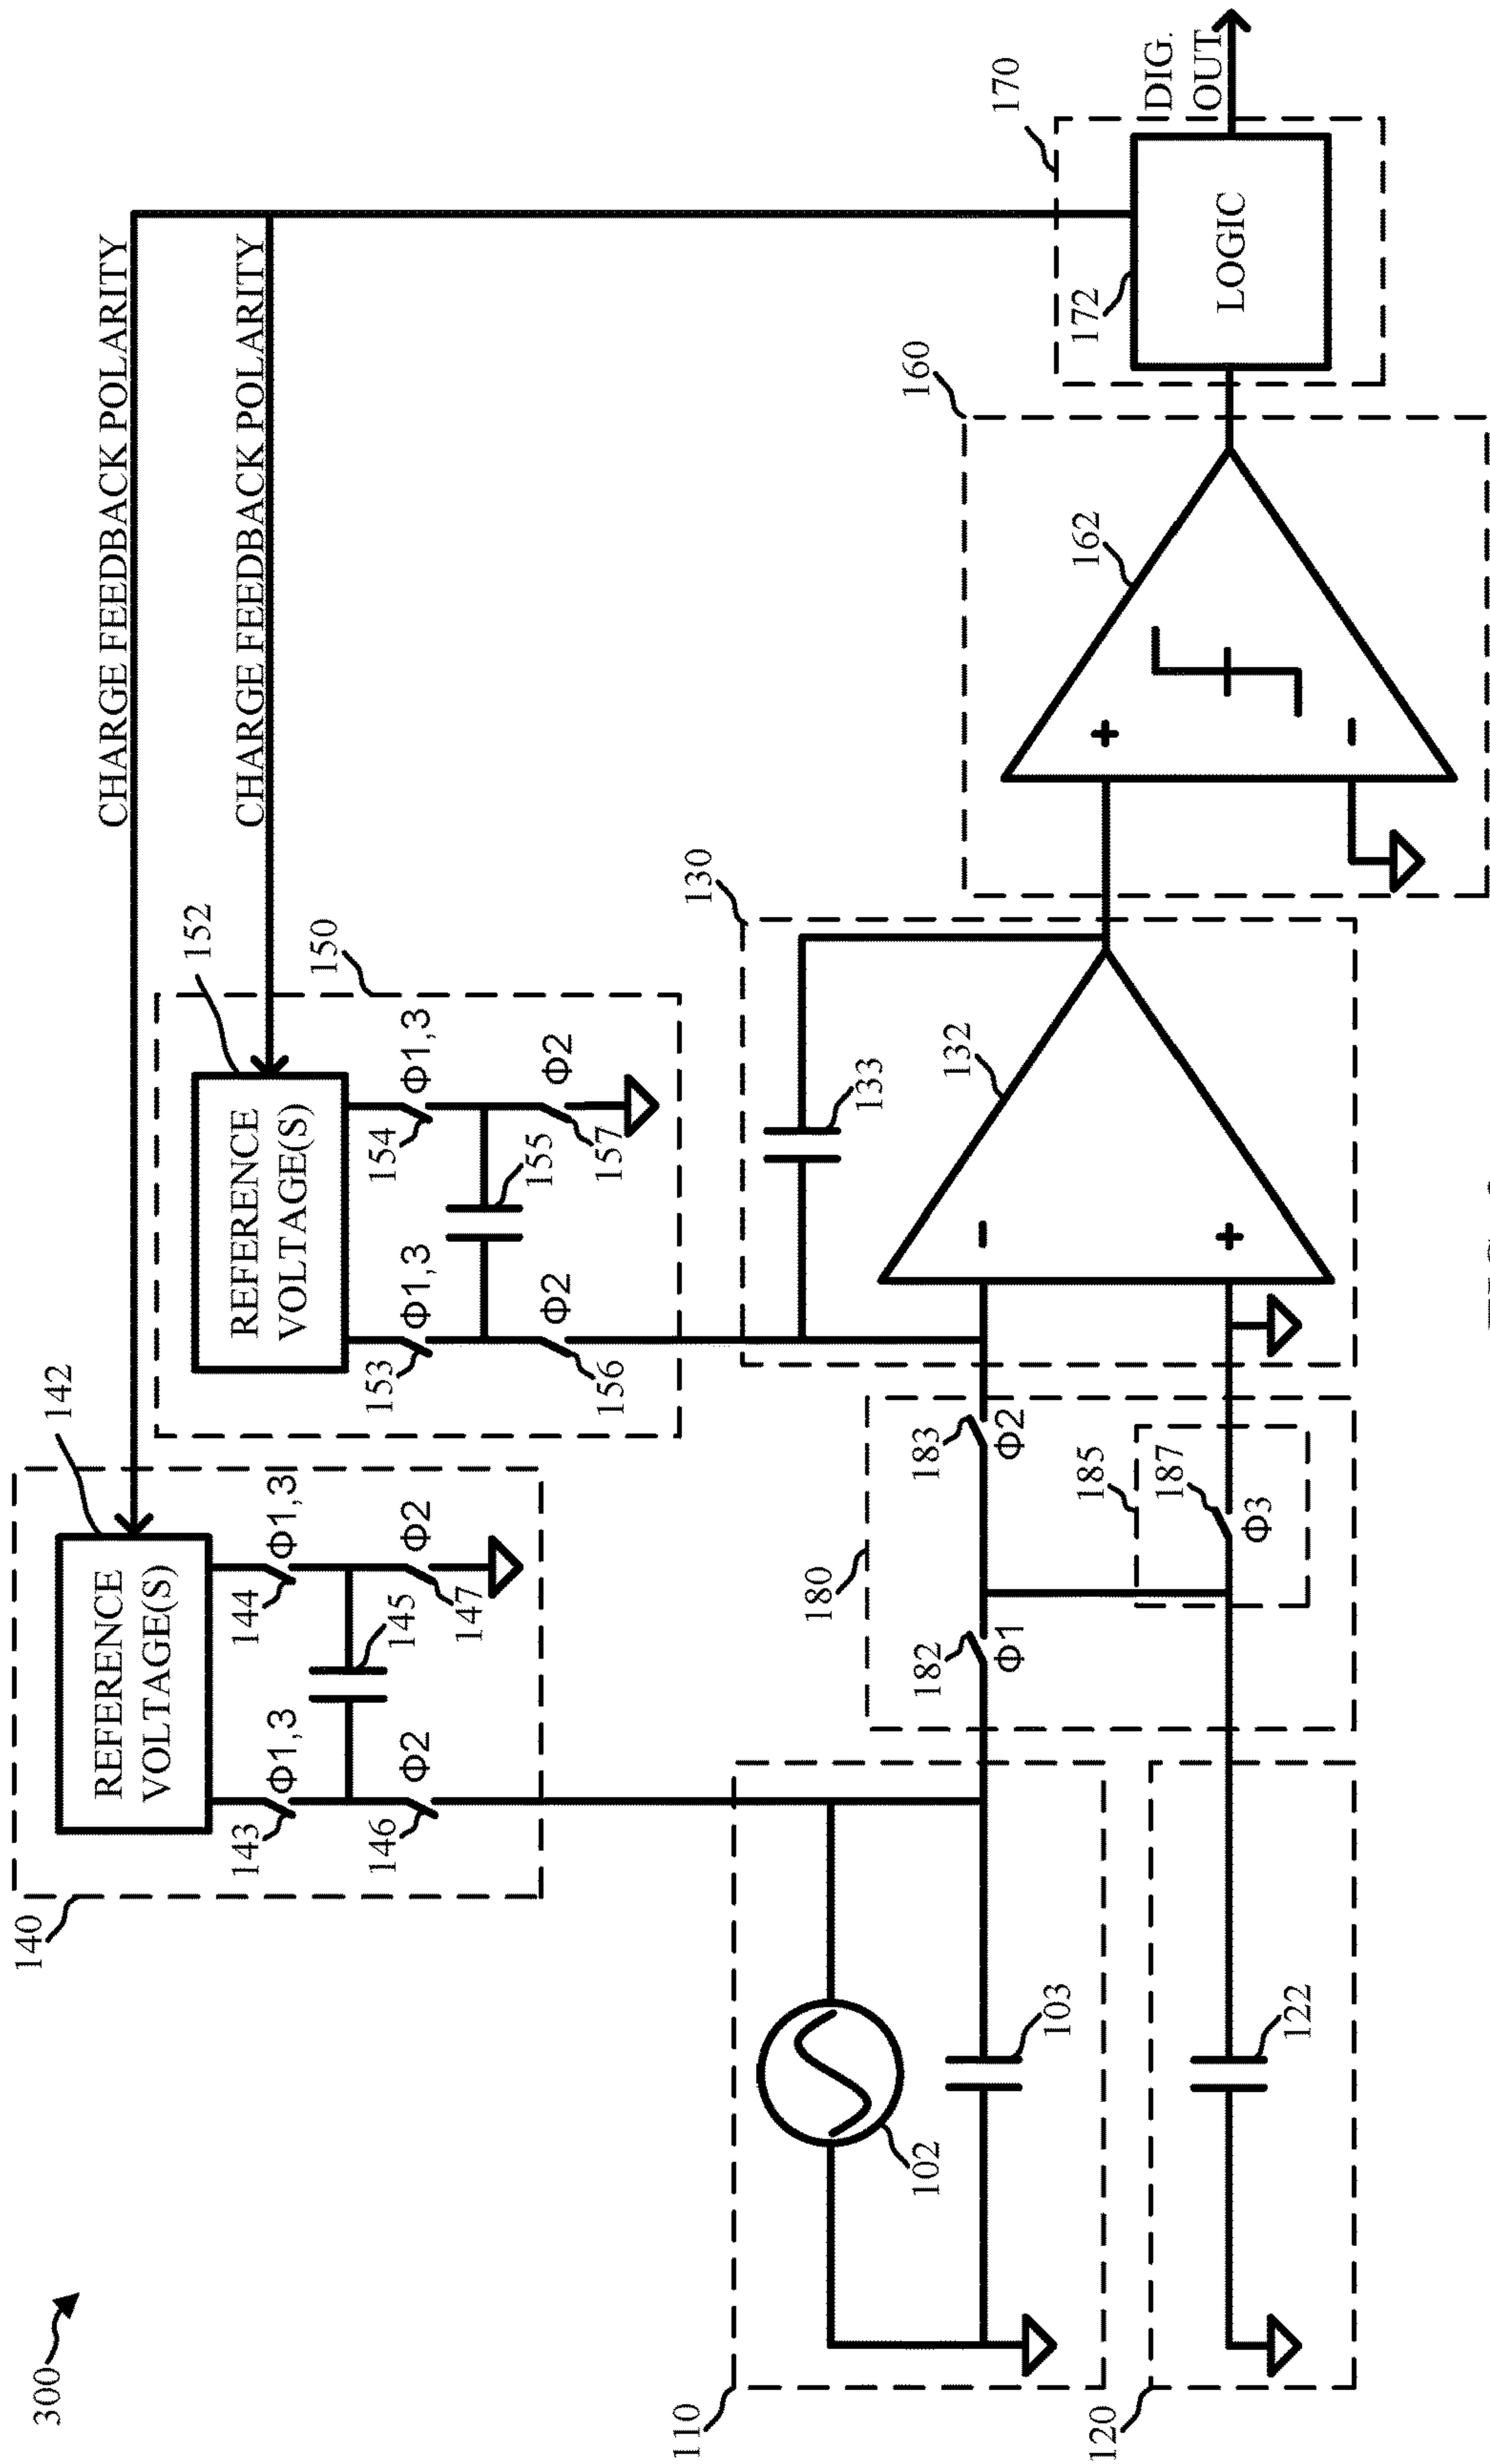 300
CHARGE FEEDBACK POLARITY
CHARGE FEEDBACK POLARITY
140
142
REFERENCE
VOLTAGE(S)
143
Φ1,3
144
Φ1,3
145
146
Φ2
147
Φ2
150
152
REFERENCE
VOLTAGE(S)
153
Φ1,3
154
Φ1,3
155
156
Φ2
157
Φ2
110
102
103
120
122
180
182
Φ1
183
Φ2
185
187
Φ3
130
132
133
-
+
160
162
+
-
170
172
LOGIC
DIG.
OUT